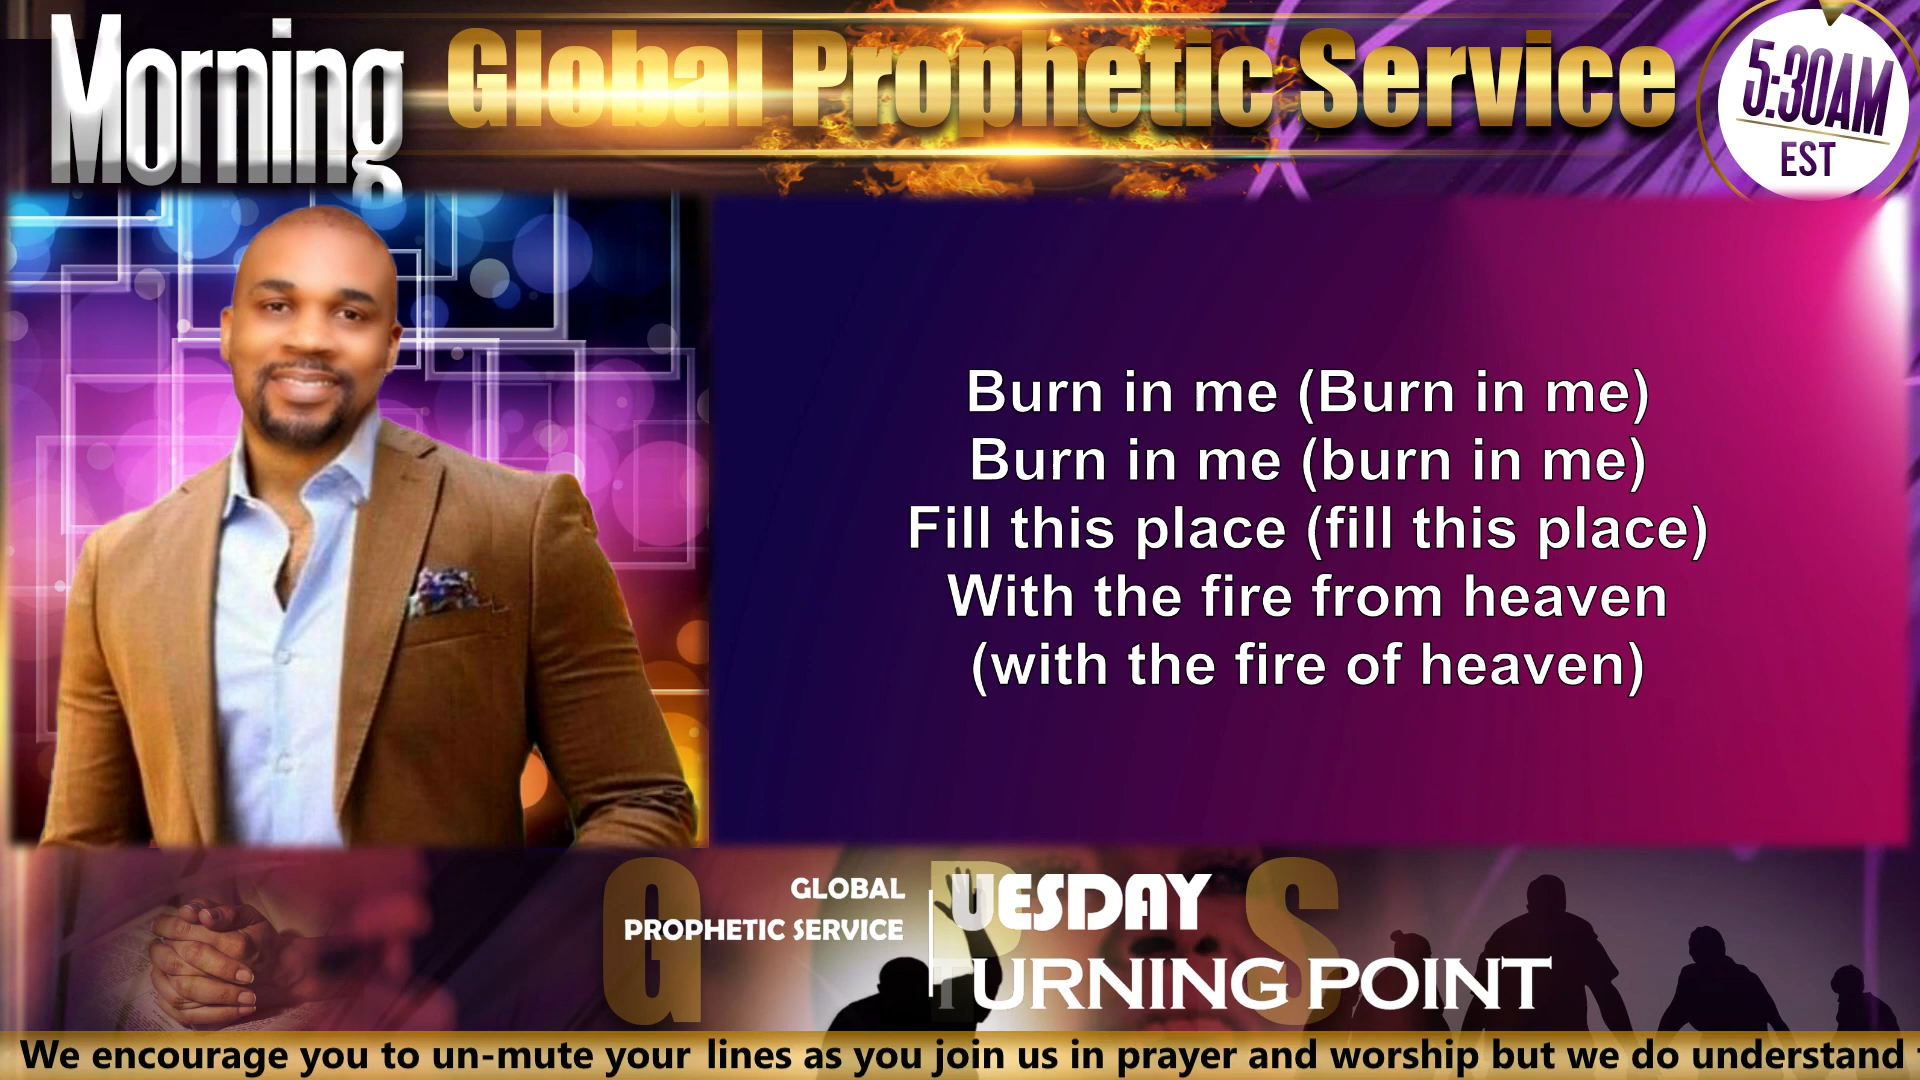 Morning
Global Prophetic Service
5:30AM
EST
Burn in me (Burn in me)
Burn in me (burn in me)
Fill this place (fill this place)
With the fire from heaven
(with the fire of heaven)
G P S
GLOBAL
PROPHETIC SERVICE
TUESDAY
TURNING POINT
We encourage you to un-mute your lines as you join us in prayer and worship but we do understand